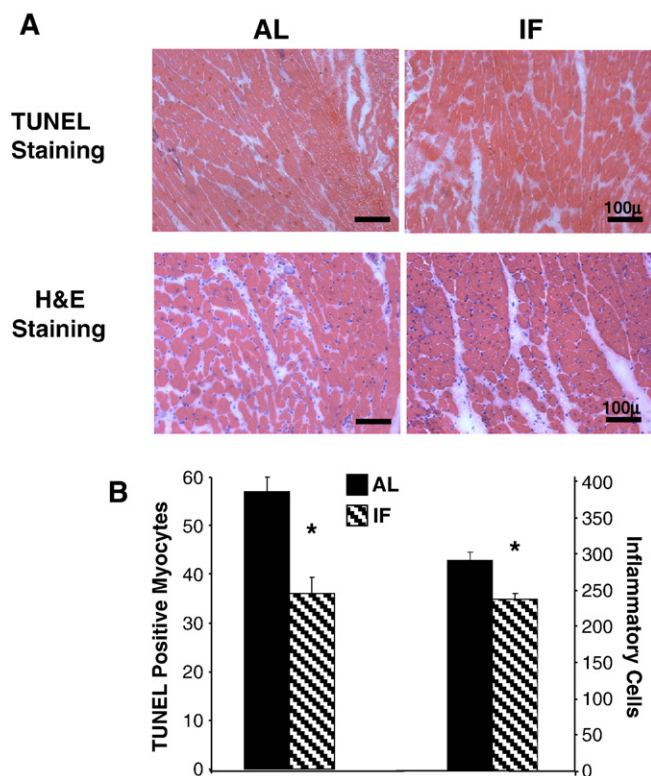 A
AL IF
TUNEL
Staining
100μ
H&E
Staining
100μ
B
60
50
40
30
20
10
0
TUNEL Positive Myocytes
AL
IF
*
*
400
350
300
250
200
150
100
50
0
Inflammatory Cells